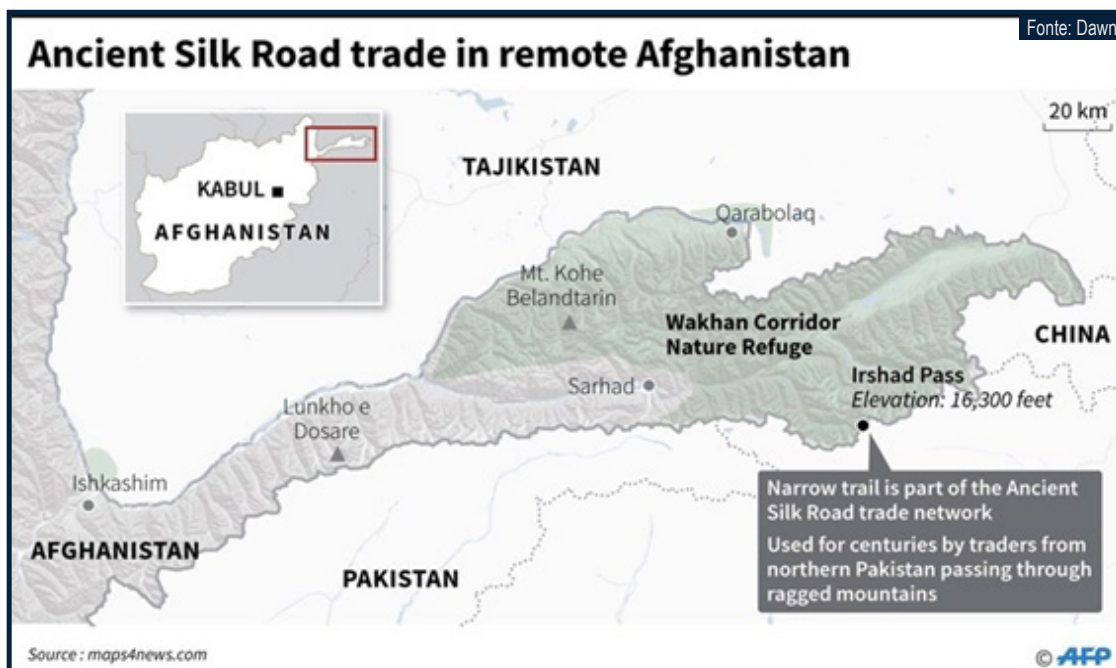 Fonte: Dawn
Ancient Silk Road trade in remote Afghanistan
20 km
KABUL
AFGHANISTAN
TAJIKISTAN
Qarabolaq
Mt. Kohe
Belandtarin
Wakhan Corridor
Nature Refuge
CHINA
Irshad Pass
Elevation: 16,300 feet
Sarhad
Lunkho e
Dosare
Ishkashim
AFGHANISTAN
PAKISTAN
Narrow trail is part of the Ancient
Silk Road trade network
Used for centuries by traders from
northern Pakistan passing through
ragged mountains
Source : maps4news.com
© AFP